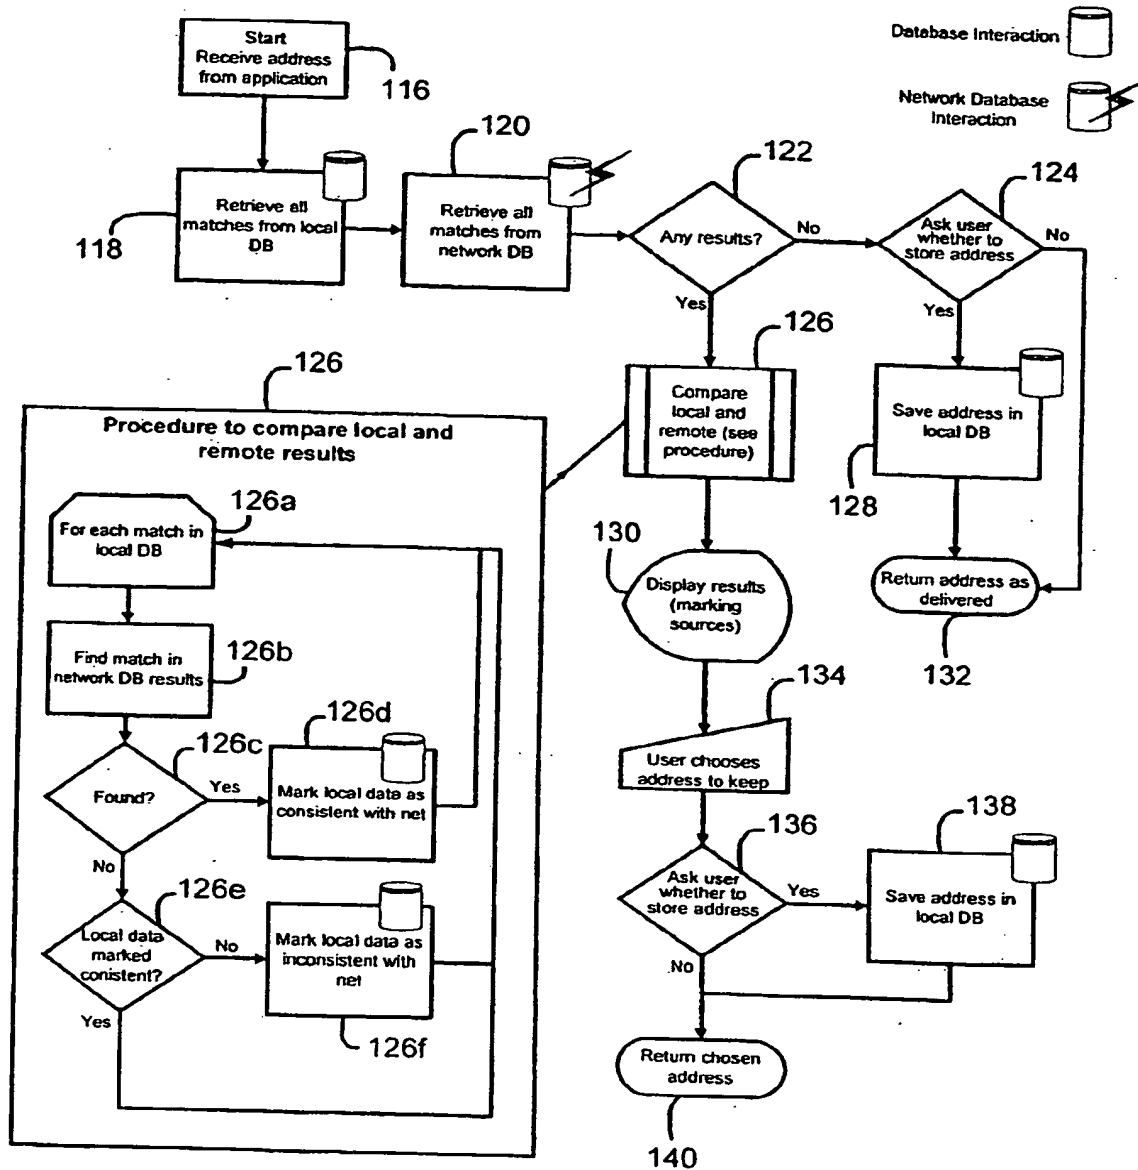 Start
Receive address
from application
116
Database Interaction
Network Database
Interaction
118
Retrieve all
matches from local
DB
120
Retrieve all
matches from
network DB
122
Any results?
No
Yes
124
Ask user
whether to
store address
No
Yes
126
Compare
local and
remote (see
procedure)
Save address in
local DB
128
Return address as
delivered
132
130
Display results
(marking
sources)
134
User chooses
address to keep
136
Ask user
whether to
store address
Yes
No
138
Save address in
local DB
Return chosen
address
140
126
Procedure to compare local and
remote results
126a
For each match in
local DB
126b
Find match in
network DB results
126c
Found?
Yes
No
126d
Mark local data as
consistent with net
126e
Local data
marked
conistent?
No
Yes
Mark local data as
inconsistent with
net
126f